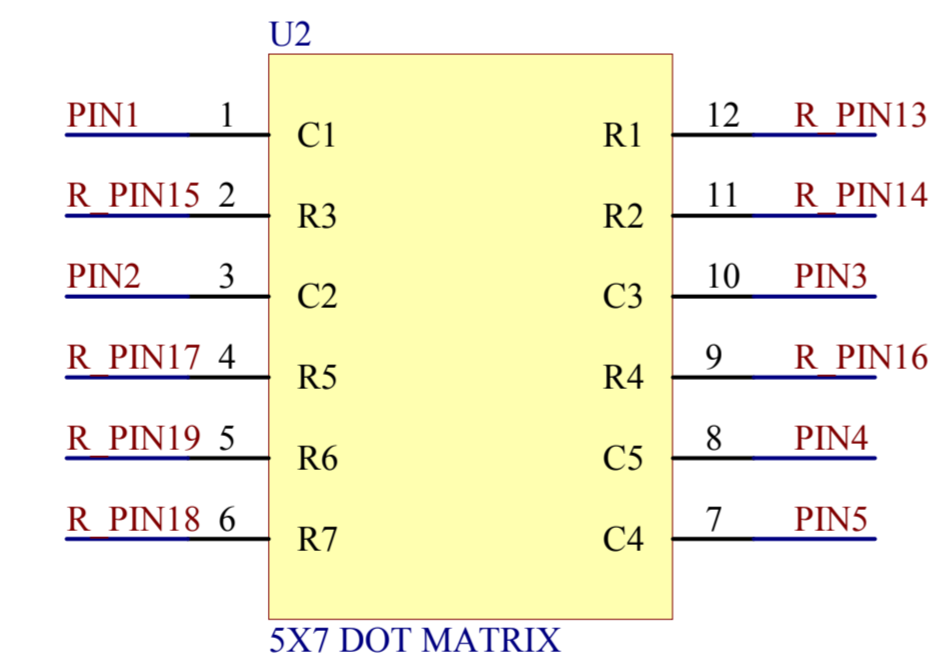 U2
PIN1 1 C1 R1 12 R_PIN13
R_PIN15 2 R3 R2 11 R_PIN14
PIN2 3 C2 C3 10 PIN3
R_PIN17 4 R5 R4 9 R_PIN16
R_PIN19 5 R6 C5 8 PIN4
R_PIN18 6 R7 C4 7 PIN5
5X7 DOT MATRIX